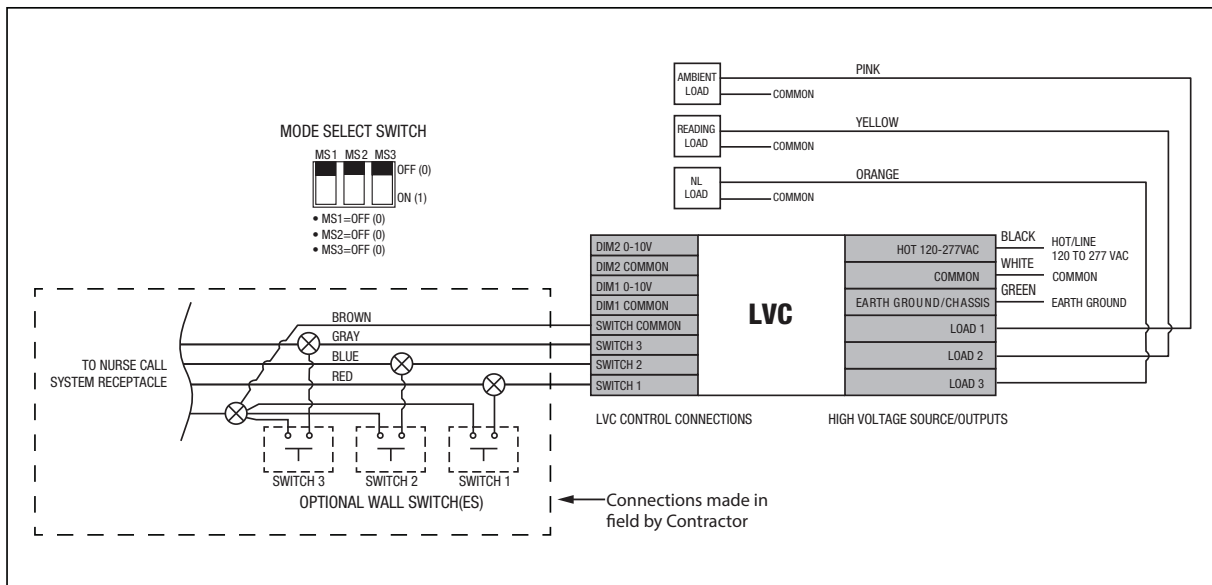 AMBIENT
LOAD
PINK
COMMON
READING
LOAD
YELLOW
COMMON
NL
LOAD
ORANGE
COMMON
MODE SELECT SWITCH
MS1 MS2 MS3
OFF (0)
ON (1)
• MS1=OFF (0)
• MS2=OFF (0)
• MS3=OFF (0)
DIM2 0-10V
DIM2 COMMON
DIM1 0-10V
DIM1 COMMON
SWITCH COMMON
SWITCH 3
SWITCH 2
SWITCH 1
LVC
HOT 120-277VAC
COMMON
EARTH GROUND/CHASSIS
LOAD 1
LOAD 2
LOAD 3
BLACK
HOT/LINE
120 TO 277 VAC
WHITE
COMMON
GREEN
EARTH GROUND
LVC CONTROL CONNECTIONS
HIGH VOLTAGE SOURCE/OUTPUTS
BROWN
GRAY
BLUE
RED
TO NURSE CALL
SYSTEM RECEPTACLE
SWITCH 3
SWITCH 2
SWITCH 1
OPTIONAL WALL SWITCH(ES)
Connections made in
field by Contractor